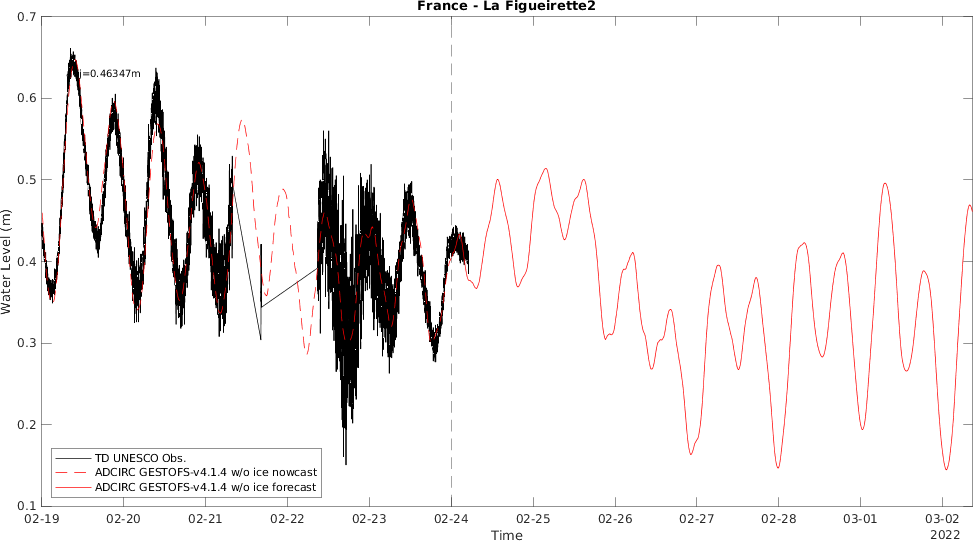 France - La Figueirette2
0.7
0.6
0.5
0.4
0.3
0.2
0.1
Water Level (m)
=0.46347m
TD UNESCO Obs.
ADCIRC GESTOFS-v4.1.4 w/o ice nowcast
ADCIRC GESTOFS-v4.1.4 w/o ice forecast
02-19 02-20 02-21 02-22 02-23 02-24 02-25 02-26 02-27 02-28 03-01 03-02
2022
Time